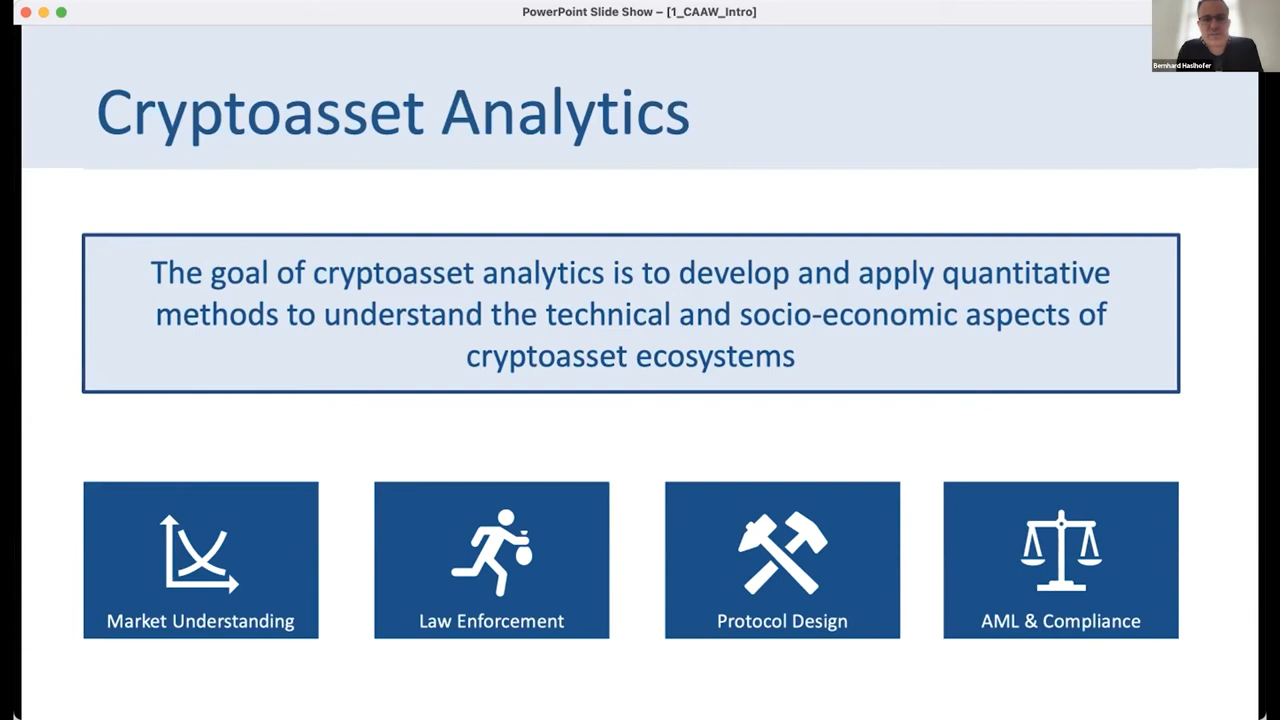 PowerPoint Slide Show – [1_CAAW_Intro]
Bernhard Haslhofer
Cryptoasset Analytics
The goal of cryptoasset analytics is to develop and apply quantitative
methods to understand the technical and socio-economic aspects of
cryptoasset ecosystems
Market Understanding
Law Enforcement
Protocol Design
AML & Compliance